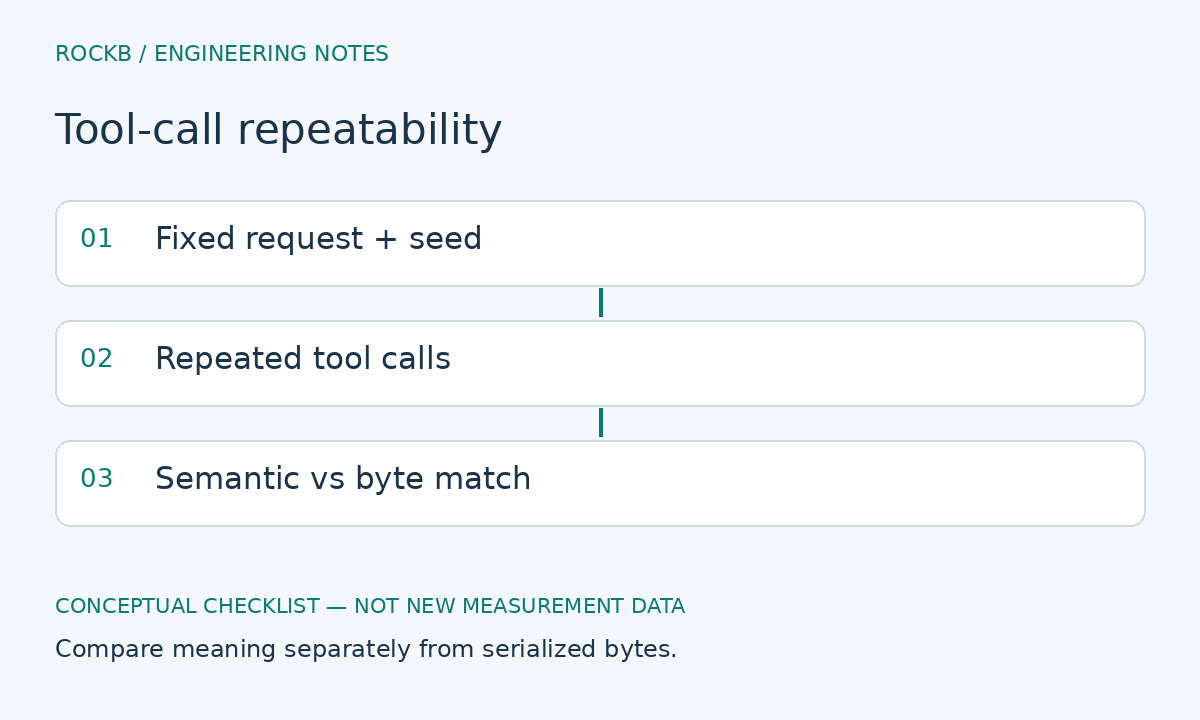 ROCKB / ENGINEERING NOTES
Tool-call repeatability
01 Fixed request + seed
02 Repeated tool calls
03 Semantic vs byte match
CONCEPTUAL CHECKLIST — NOT NEW MEASUREMENT DATA
Compare meaning separately from serialized bytes.